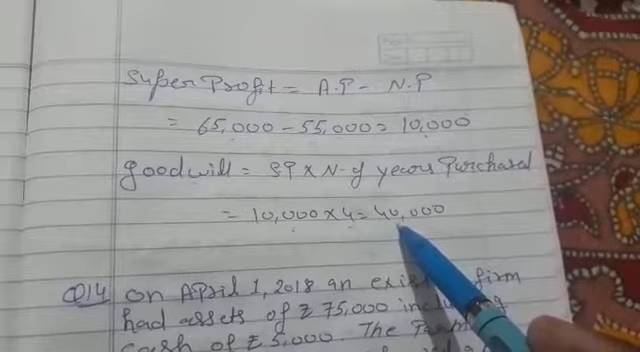 Super Profit = A.P - N.P
= 65,000 - 55,000 = 10,000
goodwill = SP x N. of years Purchased
= 10,000 x 4 = 40,000
Q14 On April 1, 2018 an firm
had assets of ₹ 75,000
cash of ₹ 5,000. The